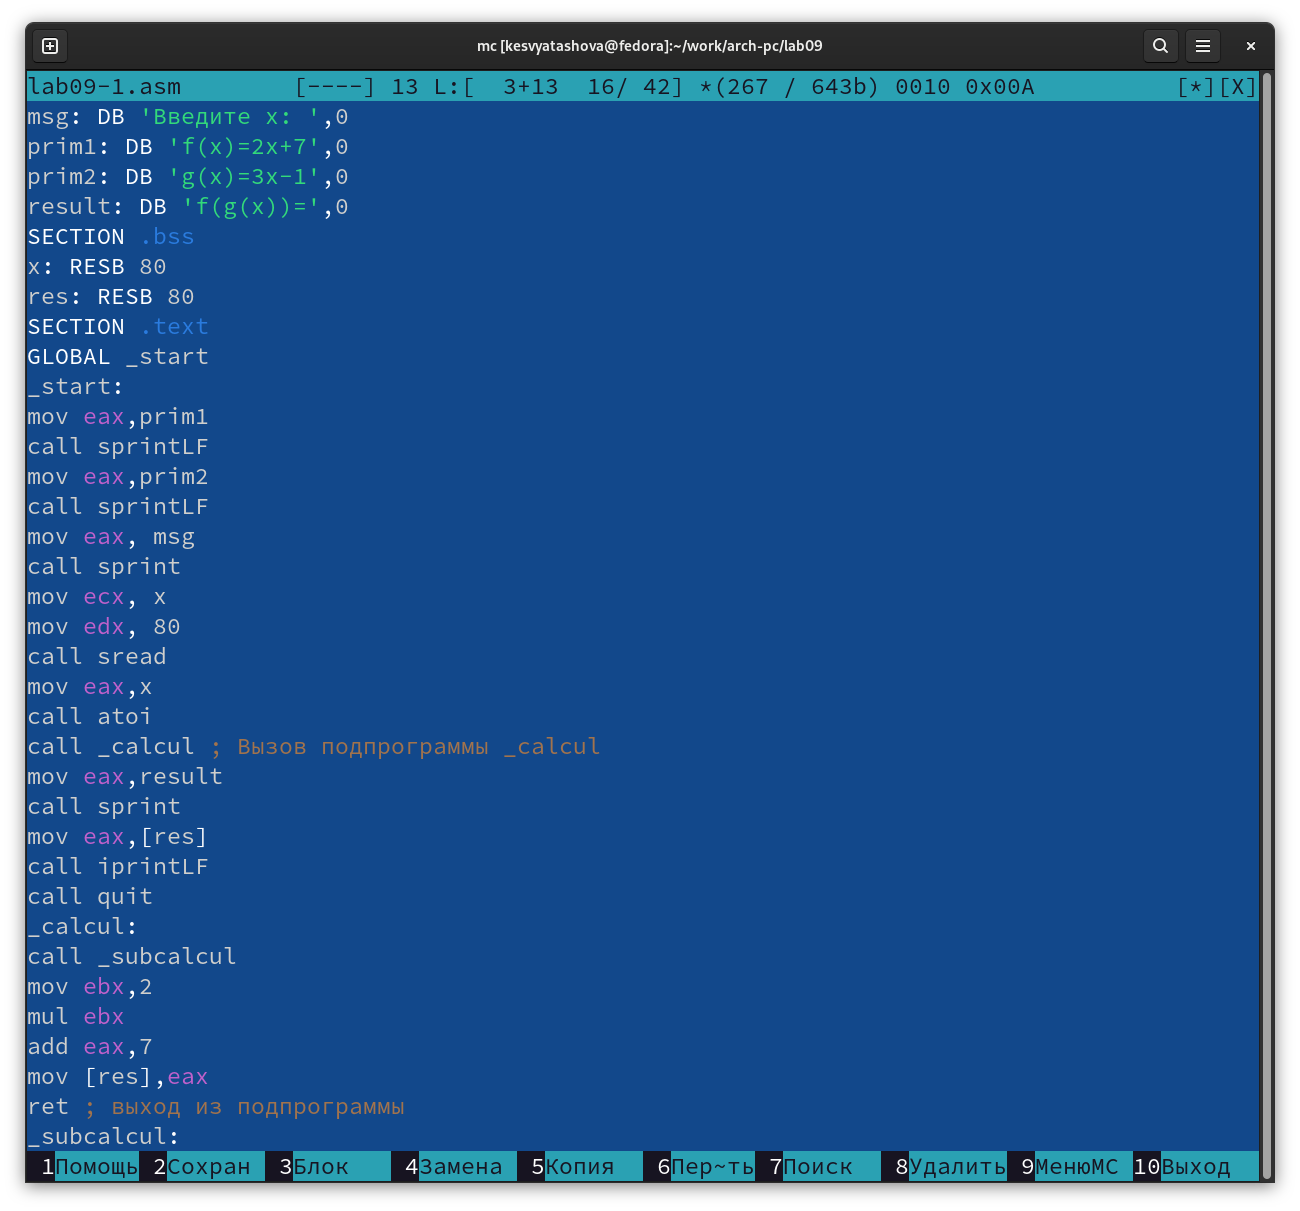 mc [kesvyatashova@fedora]:~/work/arch-pc/lab09
lab09-1.asm [----] 13 L:[ 3+13 16/ 42] *(267 / 643b) 0010 0x00A [*][X]
msg: DB 'Введите x: ',0
prim1: DB 'f(x)=2x+7',0
prim2: DB 'g(x)=3x-1',0
result: DB 'f(g(x))=',0
SECTION .bss
x: RESB 80
res: RESB 80
SECTION .text
GLOBAL _start
_start:
mov eax,prim1
call sprintLF
mov eax,prim2
call sprintLF
mov eax, msg
call sprint
mov ecx, x
mov edx, 80
call sread
mov eax,x
call atoi
call _calcul ; Вызов подпрограммы _calcul
mov eax,result
call sprint
mov eax,[res]
call iprintLF
call quit
_calcul:
call _subcalcul
mov ebx,2
mul ebx
add eax,7
mov [res],eax
ret ; выход из подпрограммы
_subcalcul:
1Помощь 2Сохран 3Блок 4Замена 5Копия 6Пер~ть 7Поиск 8Удалить 9МенюМС 10Выход